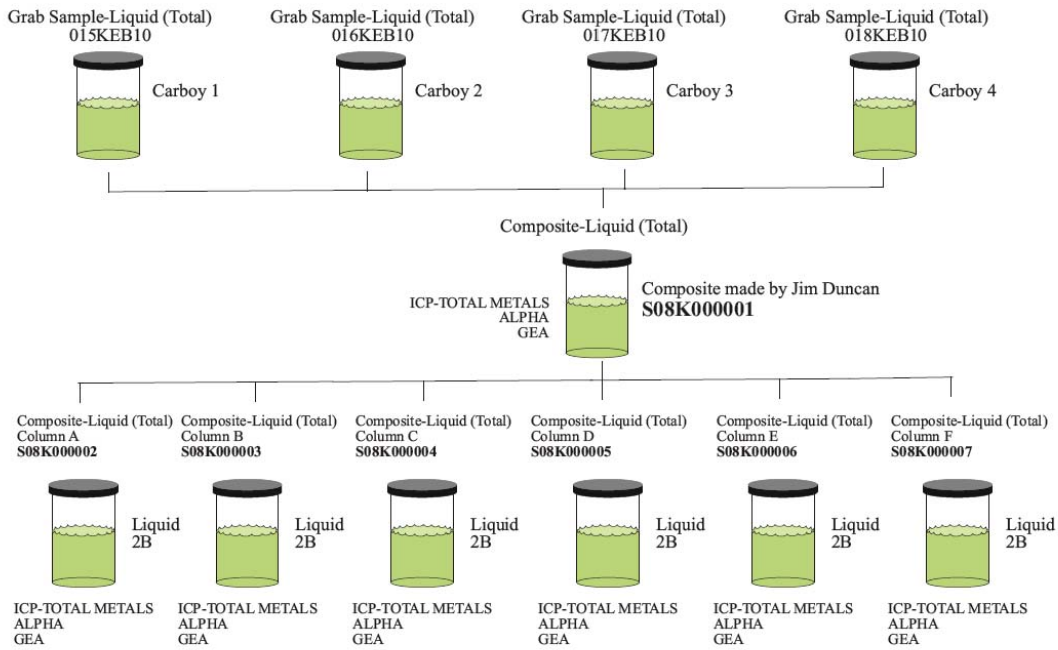 Grab Sample-Liquid (Total)
015KEB10
Grab Sample-Liquid (Total)
016KEB10
Grab Sample-Liquid (Total)
017KEB10
Grab Sample-Liquid (Total)
018KEB10
Carboy 1
Carboy 2
Carboy 3
Carboy 4
Composite-Liquid (Total)
ICP-TOTAL METALS
ALPHA
GEA
Composite made by Jim Duncan
S08K000001
Composite-Liquid (Total)
Column A
S08K000002
Composite-Liquid (Total)
Column B
S08K000003
Composite-Liquid (Total)
Column C
S08K000004
Composite-Liquid (Total)
Column D
S08K000005
Composite-Liquid (Total)
Column E
S08K000006
Composite-Liquid (Total)
Column F
S08K000007
Liquid
2B
Liquid
2B
Liquid
2B
Liquid
2B
Liquid
2B
Liquid
2B
ICP-TOTAL METALS
ALPHA
GEA
ICP-TOTAL METALS
ALPHA
GEA
ICP-TOTAL METALS
ALPHA
GEA
ICP-TOTAL METALS
ALPHA
GEA
ICP-TOTAL METALS
ALPHA
GEA
ICP-TOTAL METALS
ALPHA
GEA